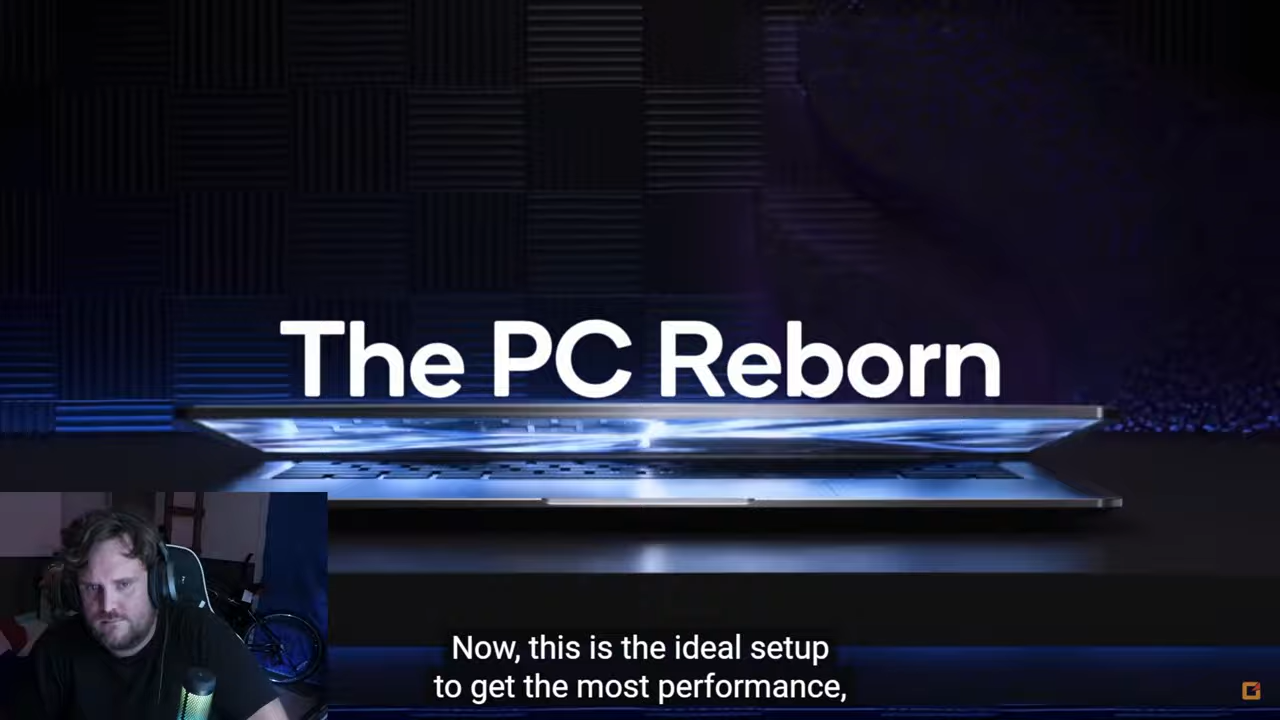 The PC Reborn
Now, this is the ideal setup
to get the most performance,